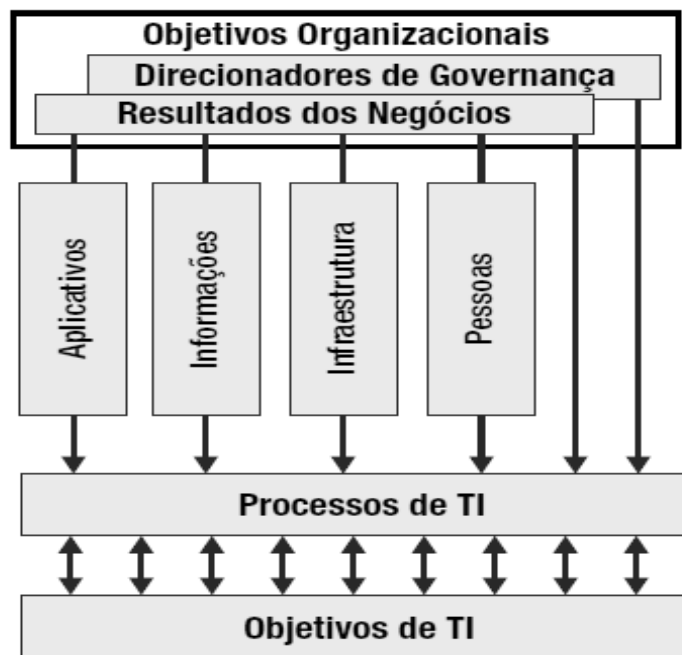 Objetivos Organizacionais
Direcionadores de Governança
Resultados dos Negócios
Aplicativos
Informações
Infraestrutura
Pessoas
Processos de TI
Objetivos de TI